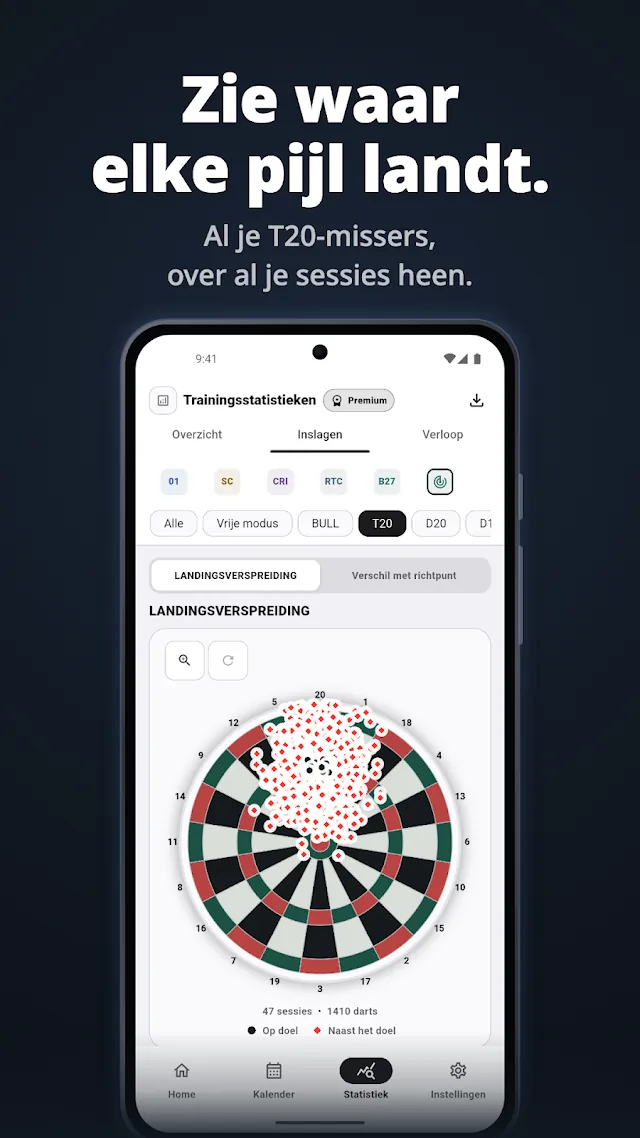 Zie waar
elke pijl landt.
Al je T20-missers,
over al je sessies heen.
9:41
Trainingsstatistieken Premium
Overzicht Inslagen Verloop
01 SC CRI RTC B27
Alle Vrije modus BULL T20 D20 D1
LANDINGSVERSPREIDING Verschil met richtpunt
LANDINGSVERSPREIDING
20
5 1
12 18
9 4
14 13
11 6
8 10
16 15
7 2
19 17
3
47 sessies • 1410 darts
Op doel Naast het doel
Home Kalender Statistiek Instellingen